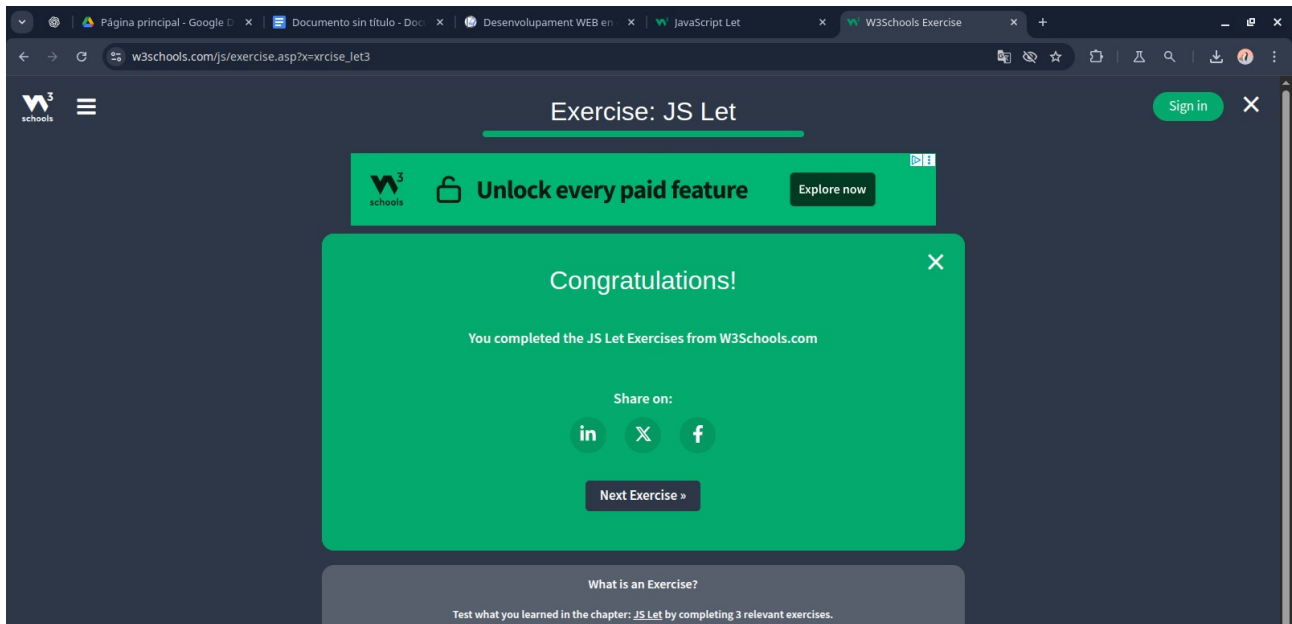 Página principal - Google D
Documento sin título - Doc
Desenvolupament WEB en
JavaScript Let
W3Schools Exercise
w3schools.com/js/exercise.asp?x=xrcise_let3
3
schools
Exercise: JS Let
Sign in
3
schools
Unlock every paid feature
Explore now
Congratulations!
You completed the JS Let Exercises from W3Schools.com
Share on:
in X f
Next Exercise »
What is an Exercise?
Test what you learned in the chapter: JS Let by completing 3 relevant exercises.